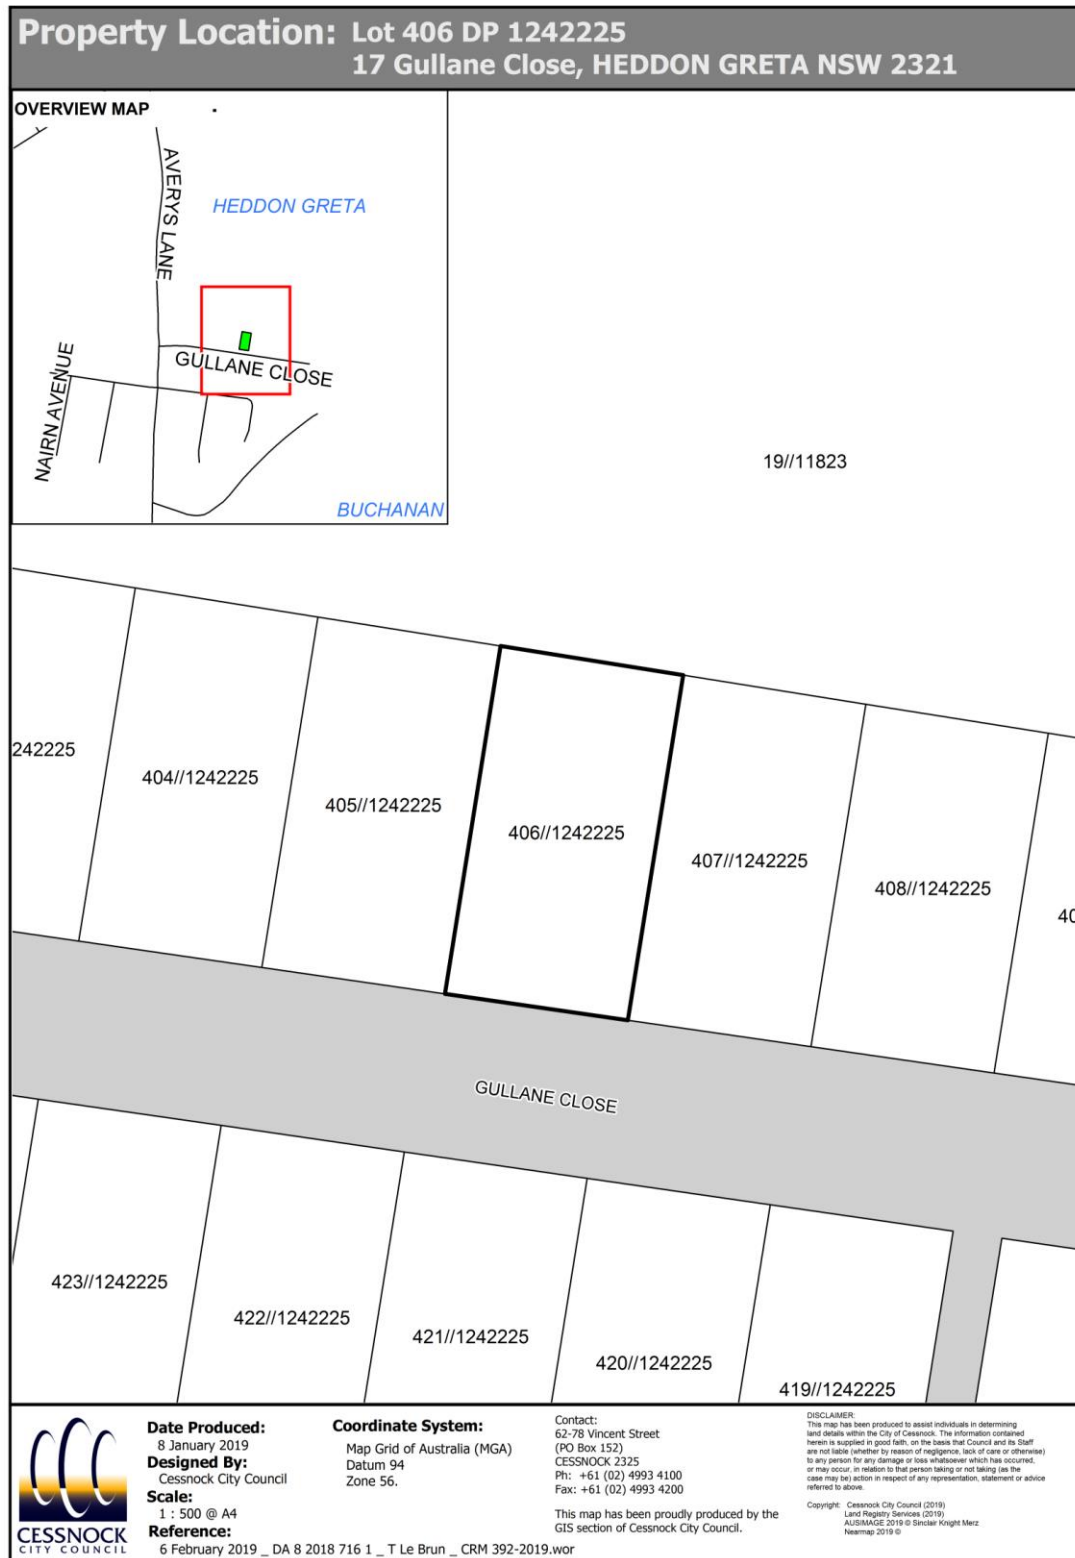 Property Location: Lot 406 DP 1242225
17 Gullane Close, HEDDON GRETA NSW 2321
OVERVIEW MAP
AVERYS LANE
HEDDON GRETA
GULLANE CLOSE
NAIRN AVENUE
BUCHANAN
19//11823
242225
404//1242225
405//1242225
406//1242225
407//1242225
408//1242225
40
GULLANE CLOSE
423//1242225
422//1242225
421//1242225
420//1242225
419//1242225
CESSNOCK
CITY COUNCIL
Date Produced:
8 January 2019
Designed By:
Cessnock City Council
Scale:
1 : 500 @ A4
Reference:
6 February 2019 _ DA 8 2018 716 1 _ T Le Brun _ CRM 392-2019.wor
Coordinate System:
Map Grid of Australia (MGA)
Datum 94
Zone 56.
Contact:
62-78 Vincent Street
(PO Box 152)
CESSNOCK 2325
Ph: +61 (02) 4993 4100
Fax: +61 (02) 4993 4200
This map has been proudly produced by the
GIS section of Cessnock City Council.
DISCLAIMER:
This map has been produced to assist individuals in determining
land details within the City of Cessnock. The information contained
herein is supplied in good faith, on the basis that Council and its Staff
are not liable (whether by reason of negligence, lack of care or otherwise)
to any person for any damage or loss whatsoever which has occurred,
or may occur, in relation to that person taking or not taking (as the
case may be) action in respect of any representation, statement or advice
referred to above.
Copyright: Cessnock City Council (2019)
Land Registry Services (2019)
AUSIMAGE 2019 © Sinclair Knight Merz
Nearmap 2019 ©